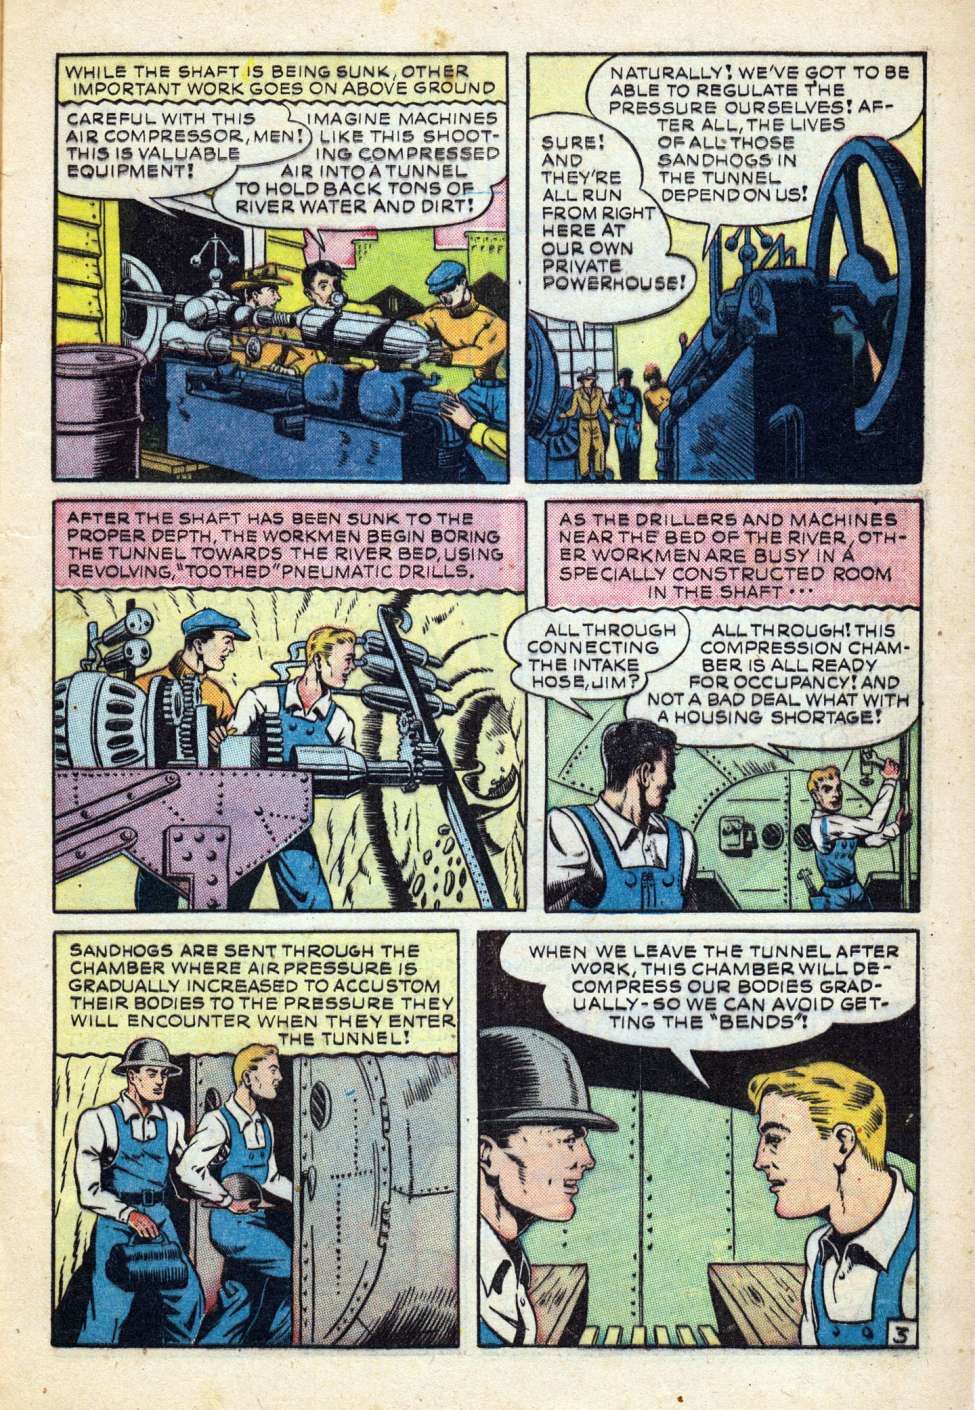 WHILE THE SHAFT IS BEING SUNK, OTHER
IMPORTANT WORK GOES ON ABOVE GROUND
CAREFUL WITH THIS
AIR COMPRESSOR, MEN!
THIS IS VALUABLE
EQUIPMENT!
IMAGINE MACHINES
LIKE THIS SHOOT-
ING COMPRESSED
AIR INTO A TUNNEL
TO HOLD BACK TONS OF
RIVER WATER AND DIRT!
SURE!
AND
THEY'RE
ALL RUN
FROM RIGHT
HERE AT
OUR OWN
PRIVATE
POWERHOUSE!
NATURALLY! WE'VE GOT TO BE
ABLE TO REGULATE THE
PRESSURE OURSELVES! AF-
TER ALL, THE LIVES
OF ALL THOSE
SANDHOGS IN
THE TUNNEL
DEPEND ON US!
AFTER THE SHAFT HAS BEEN SUNK TO THE
PROPER DEPTH, THE WORKMEN BEGIN BORING
THE TUNNEL TOWARDS THE RIVER BED, USING
REVOLVING, "TOOTHED" PNEUMATIC DRILLS.
AS THE DRILLERS AND MACHINES
NEAR THE BED OF THE RIVER, OTH-
ER WORKMEN ARE BUSY IN A
SPECIALLY CONSTRUCTED ROOM
IN THE SHAFT ...
ALL THROUGH
CONNECTING
THE INTAKE
HOSE, JIM?
ALL THROUGH! THIS
COMPRESSION CHAM-
BER IS ALL READY
FOR OCCUPANCY! AND
NOT A BAD DEAL WHAT WITH
A HOUSING SHORTAGE!
SANDHOGS ARE SENT THROUGH THE
CHAMBER WHERE AIR PRESSURE IS
GRADUALLY INCREASED TO ACCUSTOM
THEIR BODIES TO THE PRESSURE THEY
WILL ENCOUNTER WHEN THEY ENTER
THE TUNNEL!
WHEN WE LEAVE THE TUNNEL AFTER
WORK, THIS CHAMBER WILL DE-
COMPRESS OUR BODIES GRAD-
UALLY-SO WE CAN AVOID GET-
TING THE "BENDS"!
3